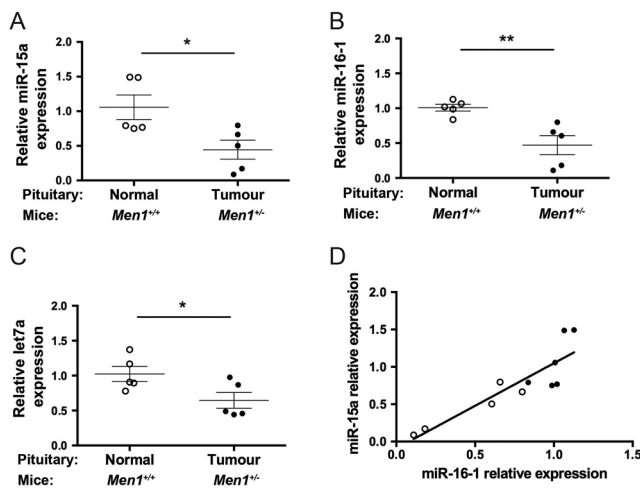 A
Relative miR-15a
expression
2.0
1.5
1.0
0.5
0.0
*
Pituitary: Normal Tumour
Mice: Men1+/+ Men1+/-
B
Relative miR-16-1
expression
2.0
1.5
1.0
0.5
0.0
**
Pituitary: Normal Tumour
Mice: Men1+/+ Men1+/-
C
Relative let7a
expression
2.0
1.5
1.0
0.5
0.0
*
Pituitary: Normal Tumour
Mice: Men1+/+ Men1+/-
D
miR-15a relative expression
2.0
1.5
1.0
0.5
0.0
0.0 0.5 1.0 1.5
miR-16-1 relative expression